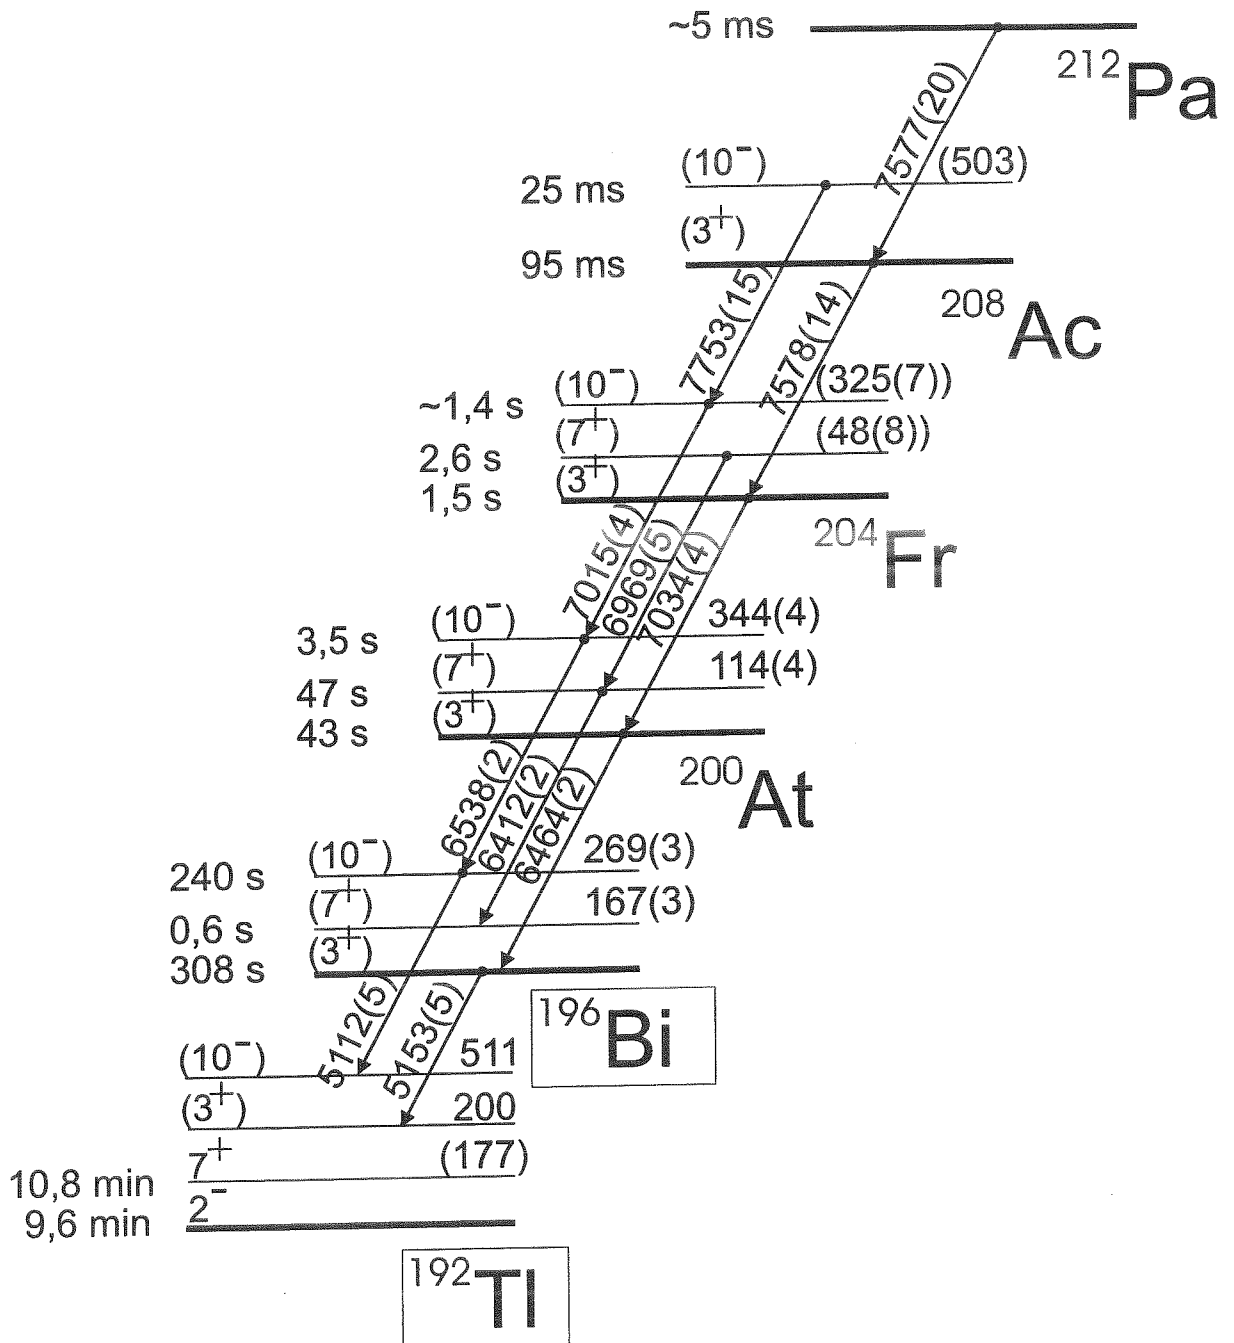 ~5 ms
²¹²Pa
7577(20)
25 ms (10⁻) (503)
95 ms (3⁺)
²⁰⁸Ac
7753(15) 7578(14)
~1,4 s (10⁻) (325(7))
2,6 s (7⁺) (48(8))
1,5 s (3⁺)
²⁰⁴Fr
7015(4) 6969(5) 7034(4)
3,5 s (10⁻) 344(4)
47 s (7⁺) 114(4)
43 s (3⁺)
²⁰⁰At
6538(2) 6412(2) 6464(2)
240 s (10⁻) 269(3)
0,6 s (7⁺) 167(3)
308 s (3⁺)
¹⁹⁶Bi
5112(5) 5153(5)
(10⁻) 511
(3⁺) 200
10,8 min 7⁺ (177)
9,6 min 2⁻
¹⁹²Tl